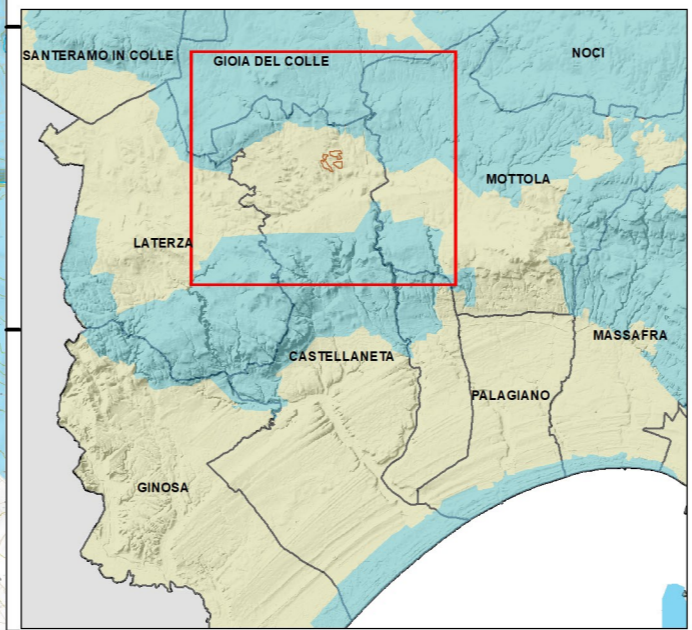 SANTERAMO IN COLLE
GIOIA DEL COLLE
NOCI
MOTTOLA
LATERZA
MASSAFRA
CASTELLANETA
PALAGIANO
GINOSA